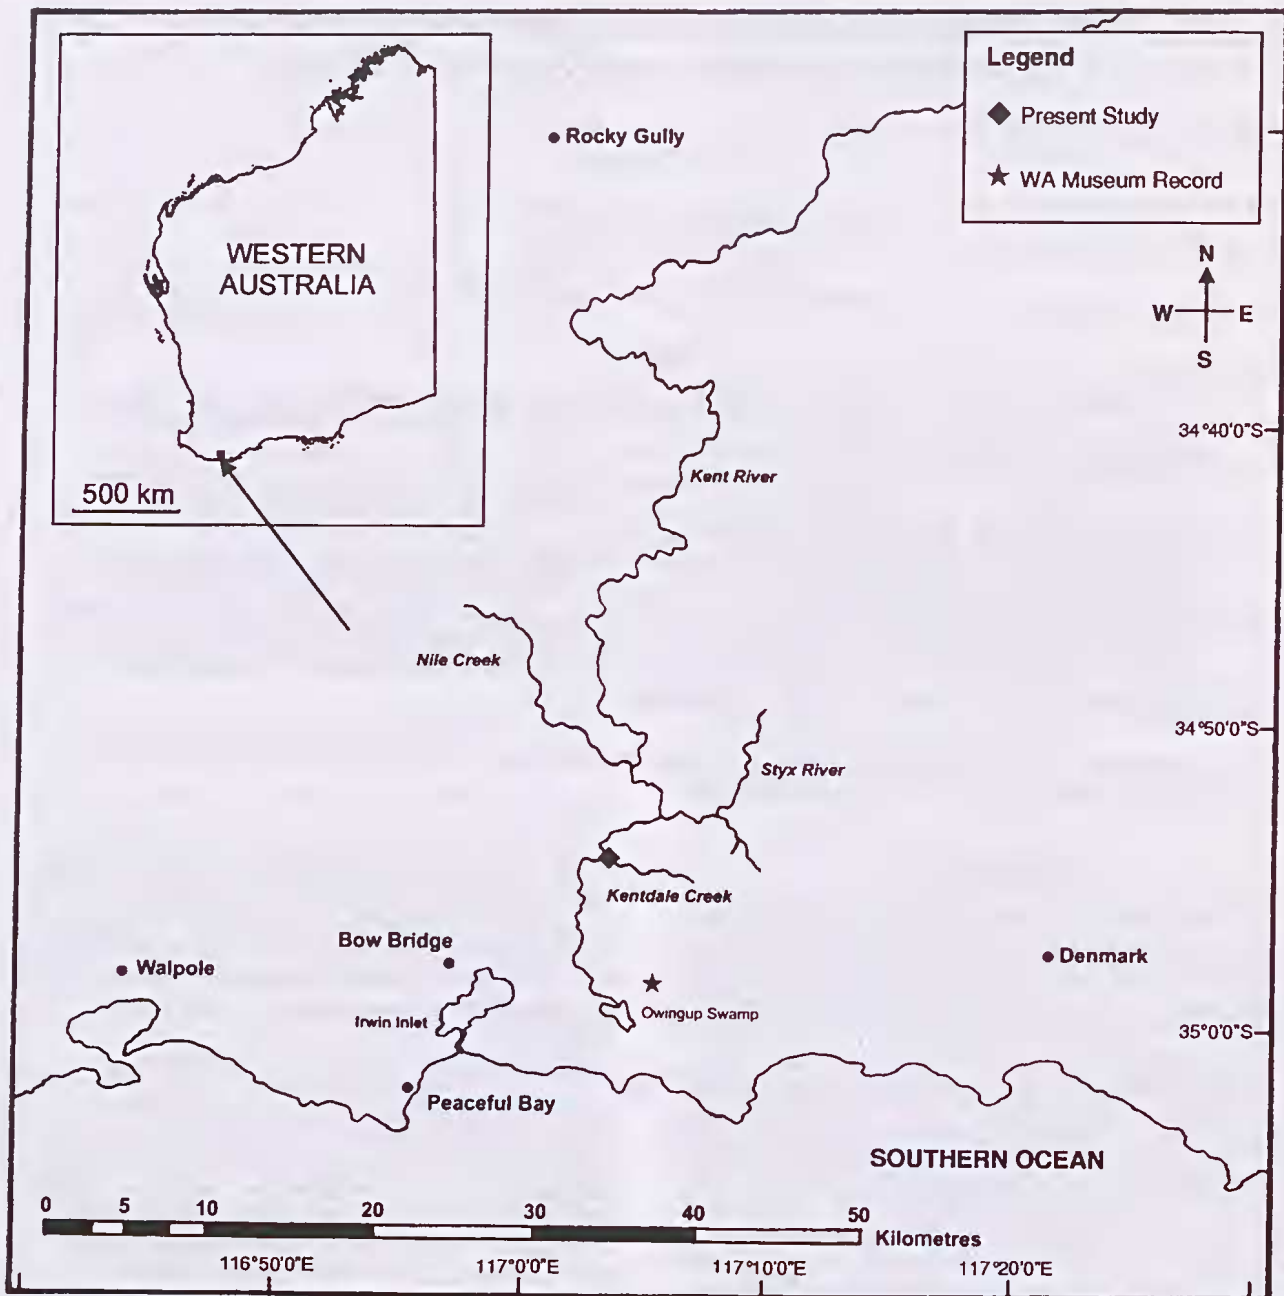 WESTERN
AUSTRALIA
500 km
Legend
Present Study
WA Museum Record
Rocky Gully
N
W
E
S
34°40'0"S
Kent River
Nile Creek
34°50'0"S
Styx River
Kentdale Creek
Bow Bridge
Walpole
Denmark
Irwin Inlet
Owingup Swamp
35°0'0"S
Peaceful Bay
SOUTHERN OCEAN
0 5 10 20 30 40 50
Kilometres
116°50'0"E 117°0'0"E 117°10'0"E 117°20'0"E